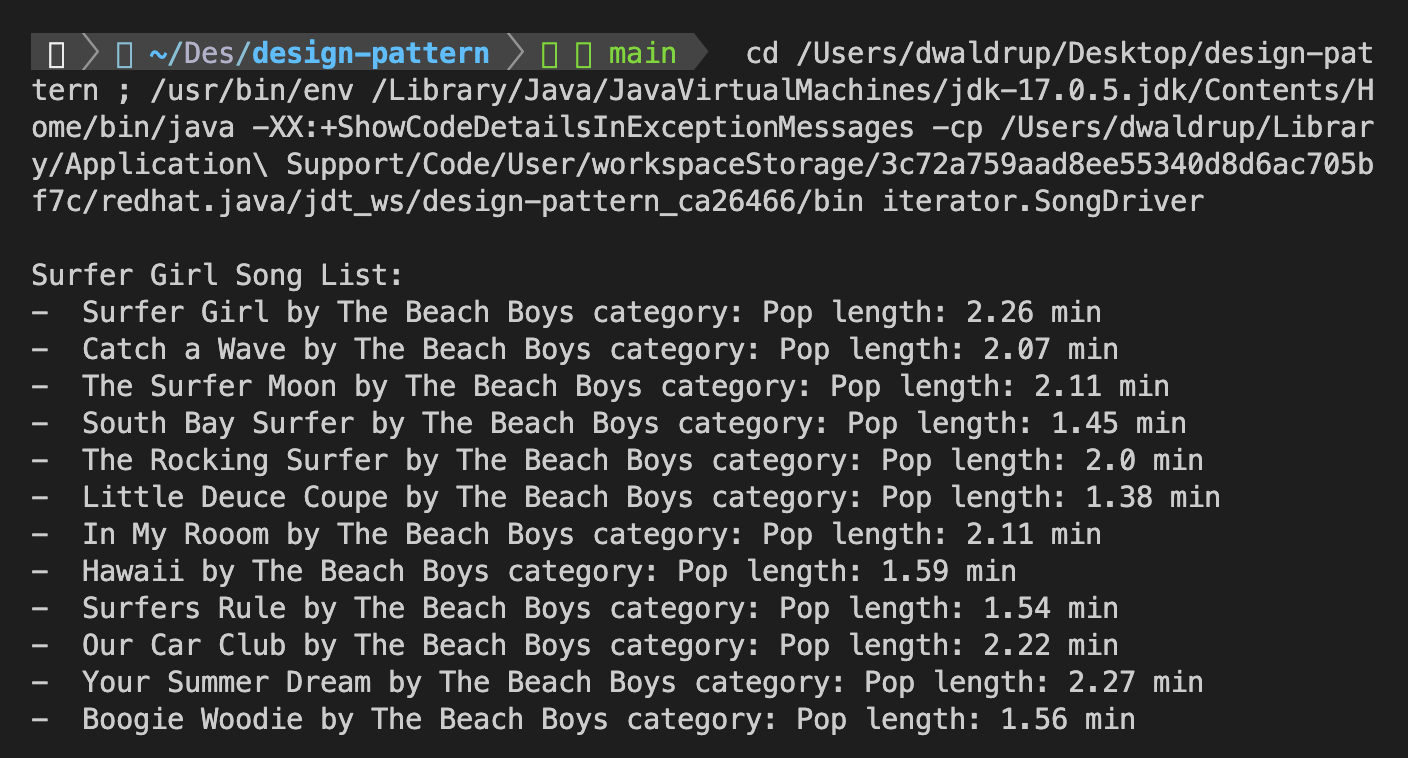 ~/Des/design-pattern main cd /Users/dwaldrup/Desktop/design-pat
tern ; /usr/bin/env /Library/Java/JavaVirtualMachines/jdk-17.0.5.jdk/Contents/H
ome/bin/java -XX:+ShowCodeDetailsInExceptionMessages -cp /Users/dwaldrup/Librar
y/Application\ Support/Code/User/workspaceStorage/3c72a759aad8ee55340d8d6ac705b
f7c/redhat.java/jdt_ws/design-pattern_ca26466/bin iterator.SongDriver
Surfer Girl Song List:
- Surfer Girl by The Beach Boys category: Pop length: 2.26 min
- Catch a Wave by The Beach Boys category: Pop length: 2.07 min
- The Surfer Moon by The Beach Boys category: Pop length: 2.11 min
- South Bay Surfer by The Beach Boys category: Pop length: 1.45 min
- The Rocking Surfer by The Beach Boys category: Pop length: 2.0 min
- Little Deuce Coupe by The Beach Boys category: Pop length: 1.38 min
- In My Rooom by The Beach Boys category: Pop length: 2.11 min
- Hawaii by The Beach Boys category: Pop length: 1.59 min
- Surfers Rule by The Beach Boys category: Pop length: 1.54 min
- Our Car Club by The Beach Boys category: Pop length: 2.22 min
- Your Summer Dream by The Beach Boys category: Pop length: 2.27 min
- Boogie Woodie by The Beach Boys category: Pop length: 1.56 min